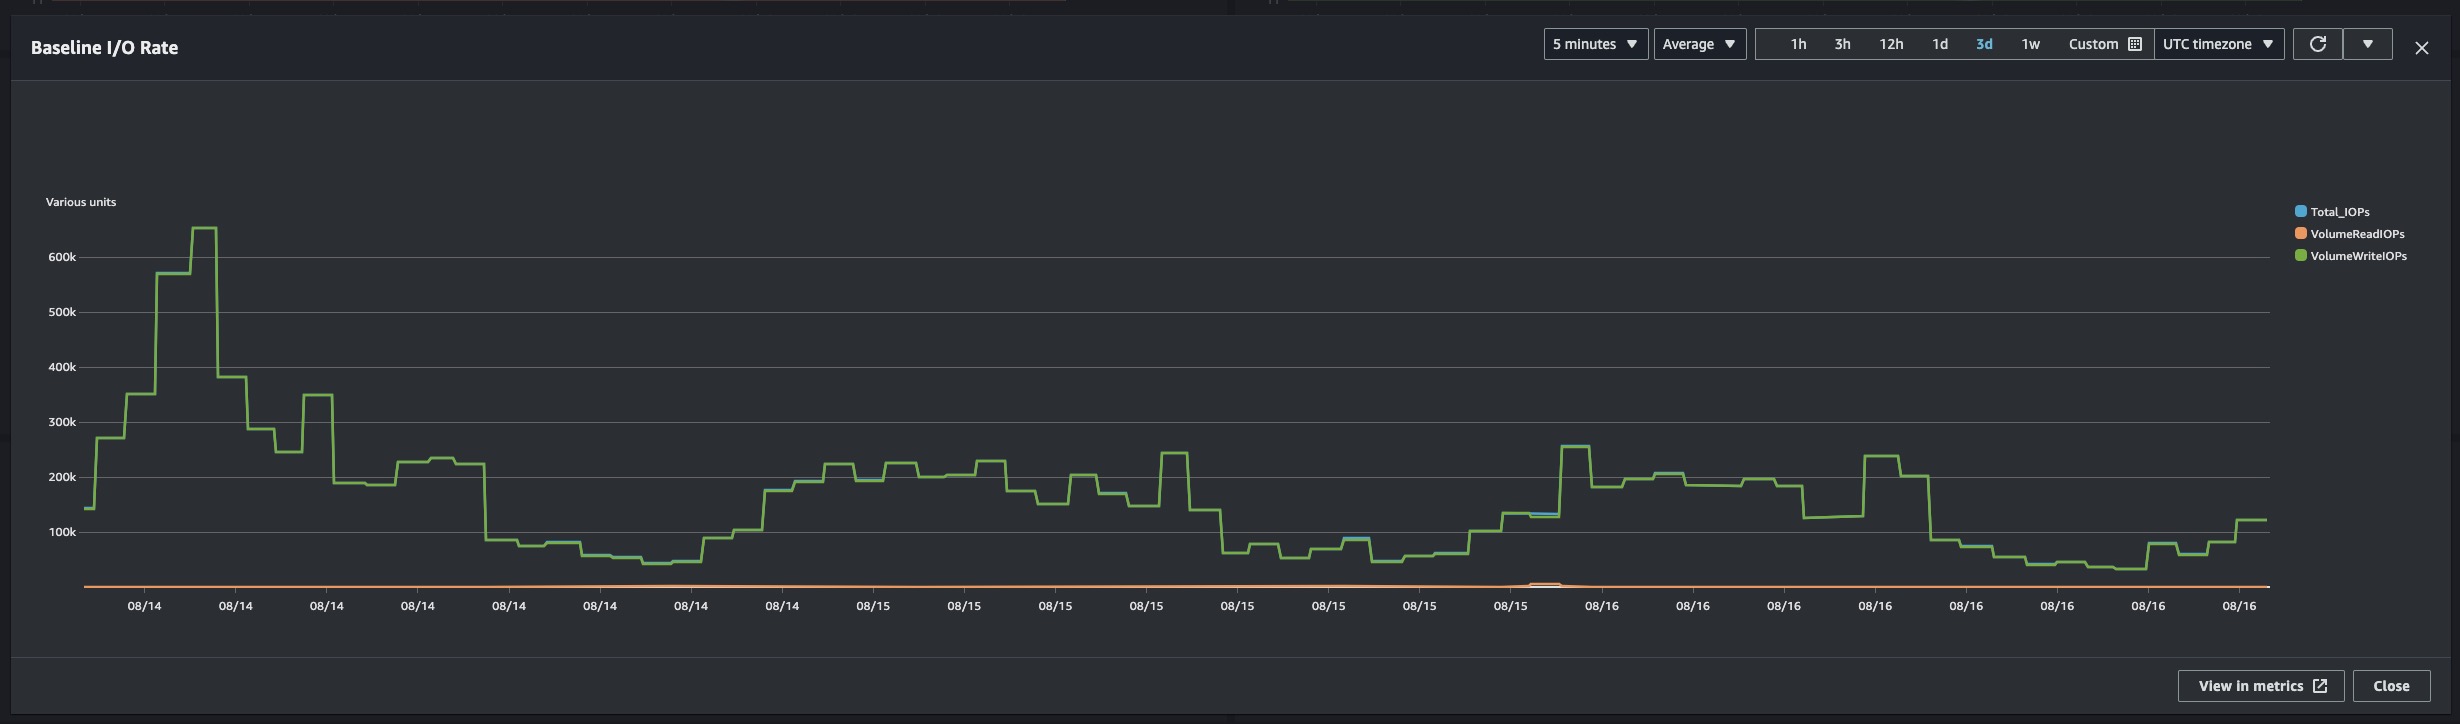 Baseline I/O Rate
5 minutes Average 1h 3h 12h 1d 3d 1w Custom UTC timezone
Various units
Total_IOPs
VolumeReadIOPs
VolumeWriteIOPs
600k
500k
400k
300k
200k
100k
08/14 08/14 08/14 08/14 08/14 08/14 08/14 08/14 08/15 08/15 08/15 08/15 08/15 08/15 08/15 08/15 08/16 08/16 08/16 08/16 08/16 08/16 08/16 08/16
View in metrics Close